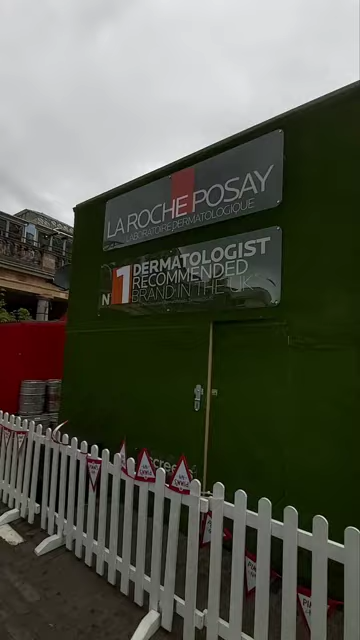 LA ROCHE POSAY
LABORATOIRE DERMATOLOGIQUE
N 1 DERMATOLOGIST
RECOMMENDED
BRAND IN THE UK